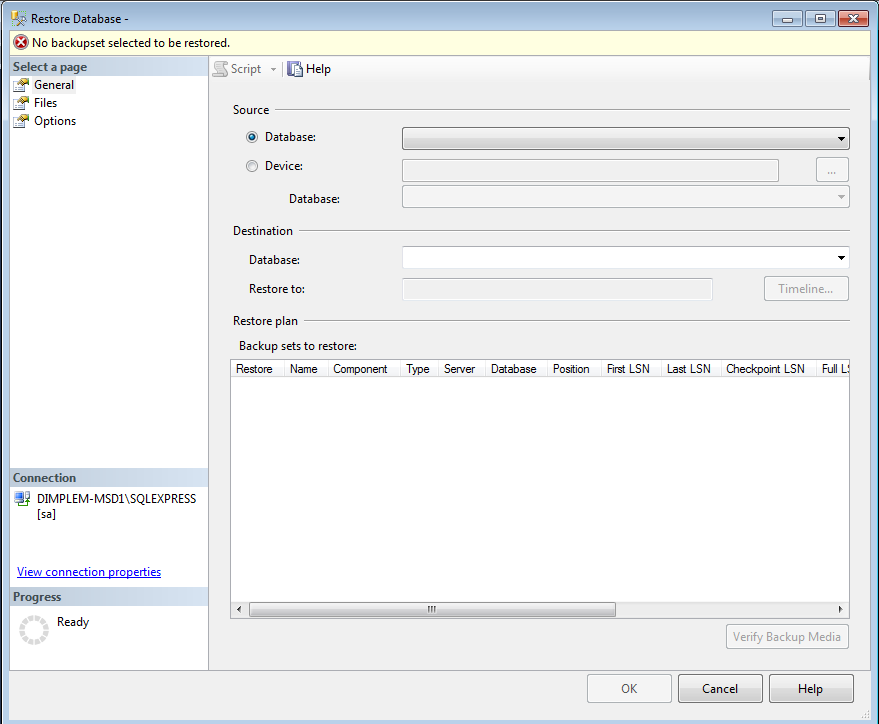 Restore Database -
No backupset selected to be restored.
Select a page
General
Files
Options
Script
Help
Source
Database:
Device:
...
Database:
Destination
Database:
Restore to:
Timeline...
Restore plan
Backup sets to restore:
Restore Name Component Type Server Database Position First LSN Last LSN Checkpoint LSN Full LS
Verify Backup Media
Connection
DIMPLEM-MSD1\SQLEXPRESS
[sa]
View connection properties
Progress
Ready
OK
Cancel
Help